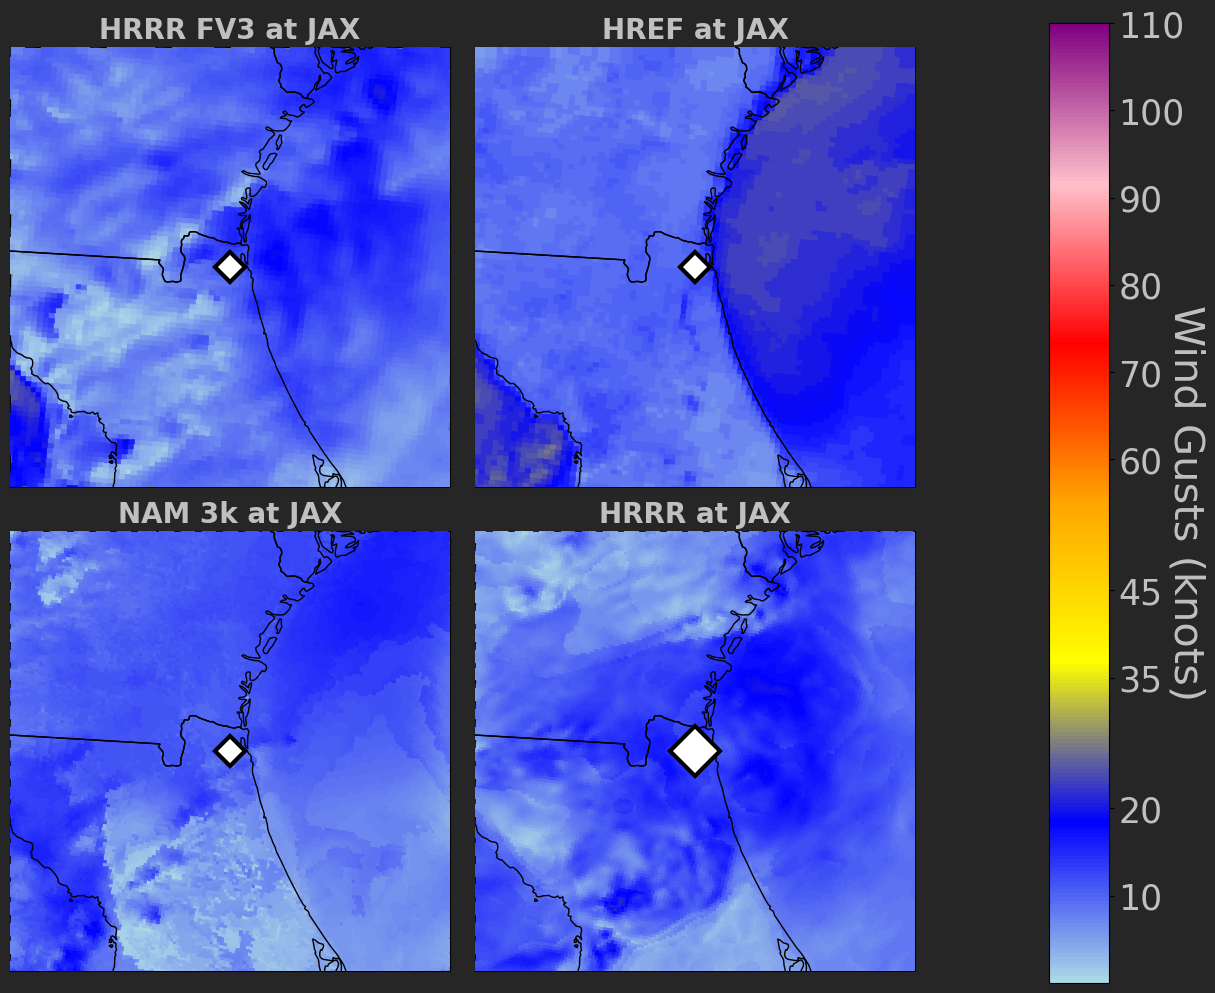 HRRR FV3 at JAX
HREF at JAX
NAM 3k at JAX
HRRR at JAX
110
100
90
80
70
60
45
35
20
10
Wind Gusts (knots)